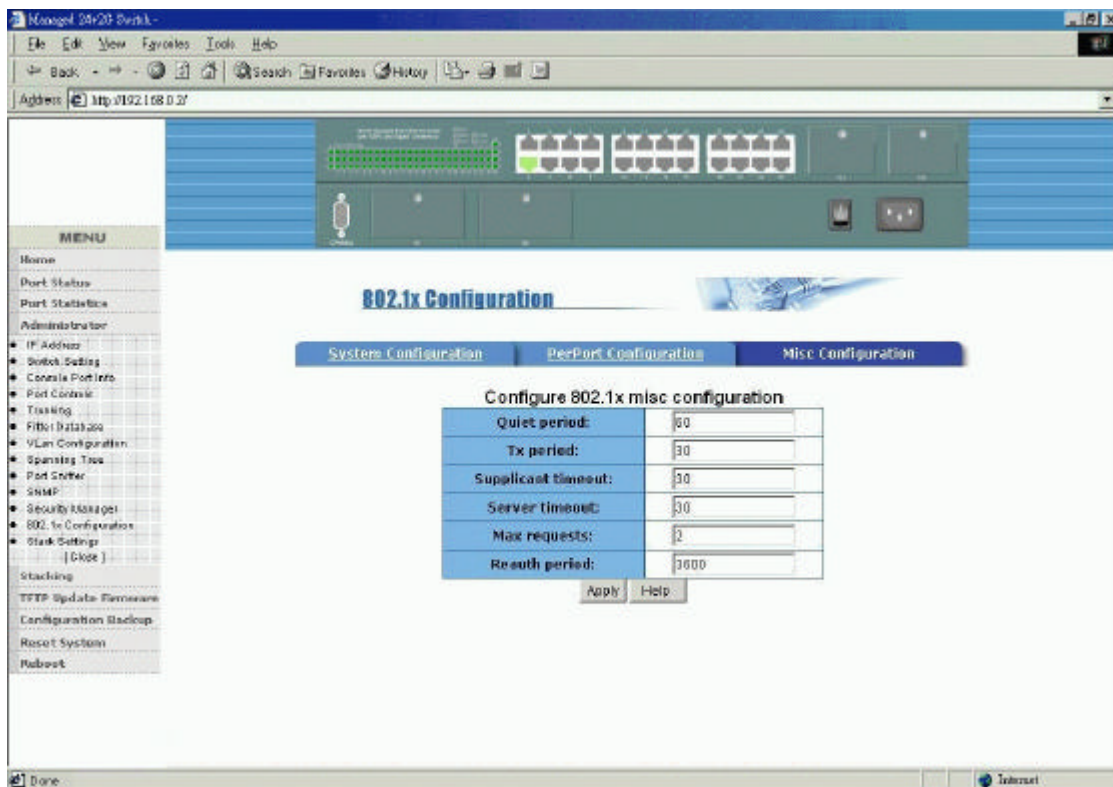 Managed 24+2G Switch -
File Edit View Favorites Tools Help
Back Search Favorites History
Address http://192.168.0.2/
MENU
Home
Port Status
Port Statistics
Administrator
IP Address
Switch Setting
Console Port Info
Port Controls
Trunking
Filter Database
VLan Configuration
Spanning Tree
Port Sniffer
SNMP
Security Manager
802.1x Configuration
Stack Settings
[ Close ]
Stacking
TFTP Update Firmware
Configuration Backup
Reset System
Reboot
802.1x Configuration
System Configuration PerPort Configuration Misc Configuration
Configure 802.1x misc configuration
Quiet period: 60
Tx period: 30
Supplicant timeout: 30
Server timeout: 30
Max requests: 2
Reauth period: 3600
Apply Help
Done Internet